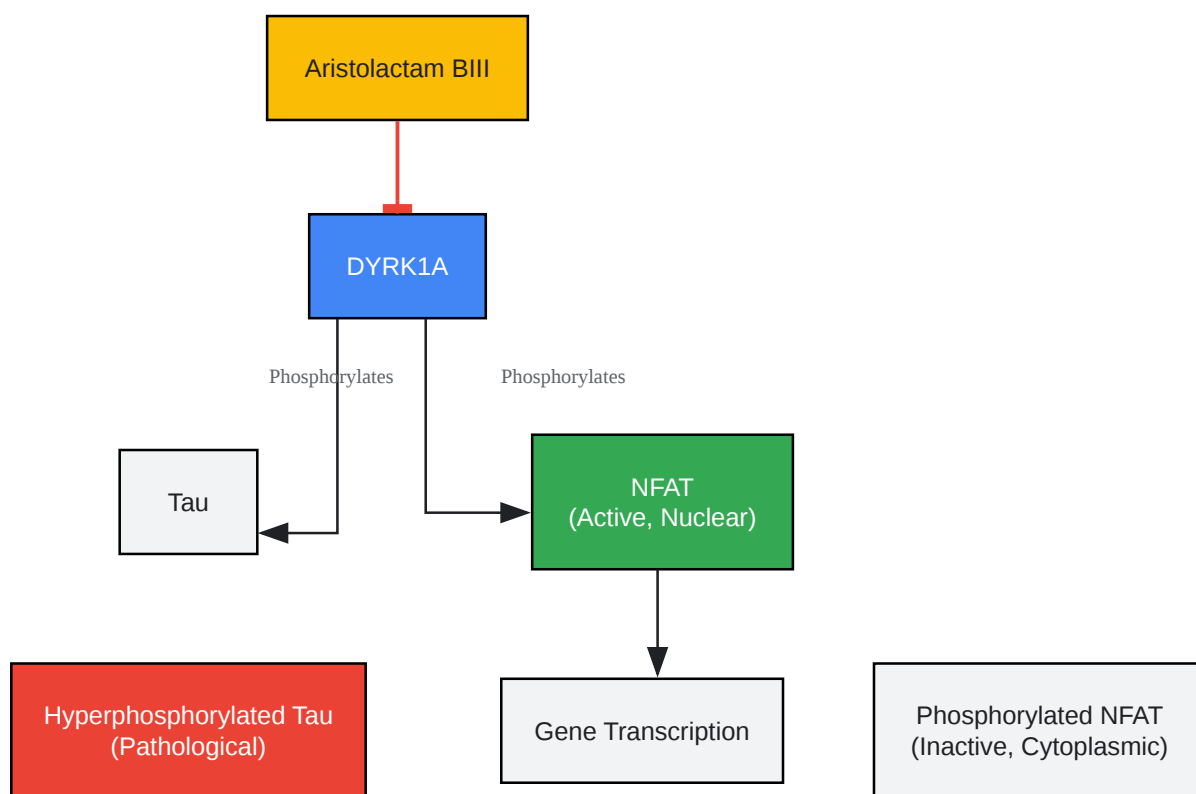 Aristolactam BIII
DYRK1A
Phosphorylates
Phosphorylates
Tau
NFAT
(Active, Nuclear)
Hyperphosphorylated Tau
(Pathological)
Gene Transcription
Phosphorylated NFAT
(Inactive, Cytoplasmic)